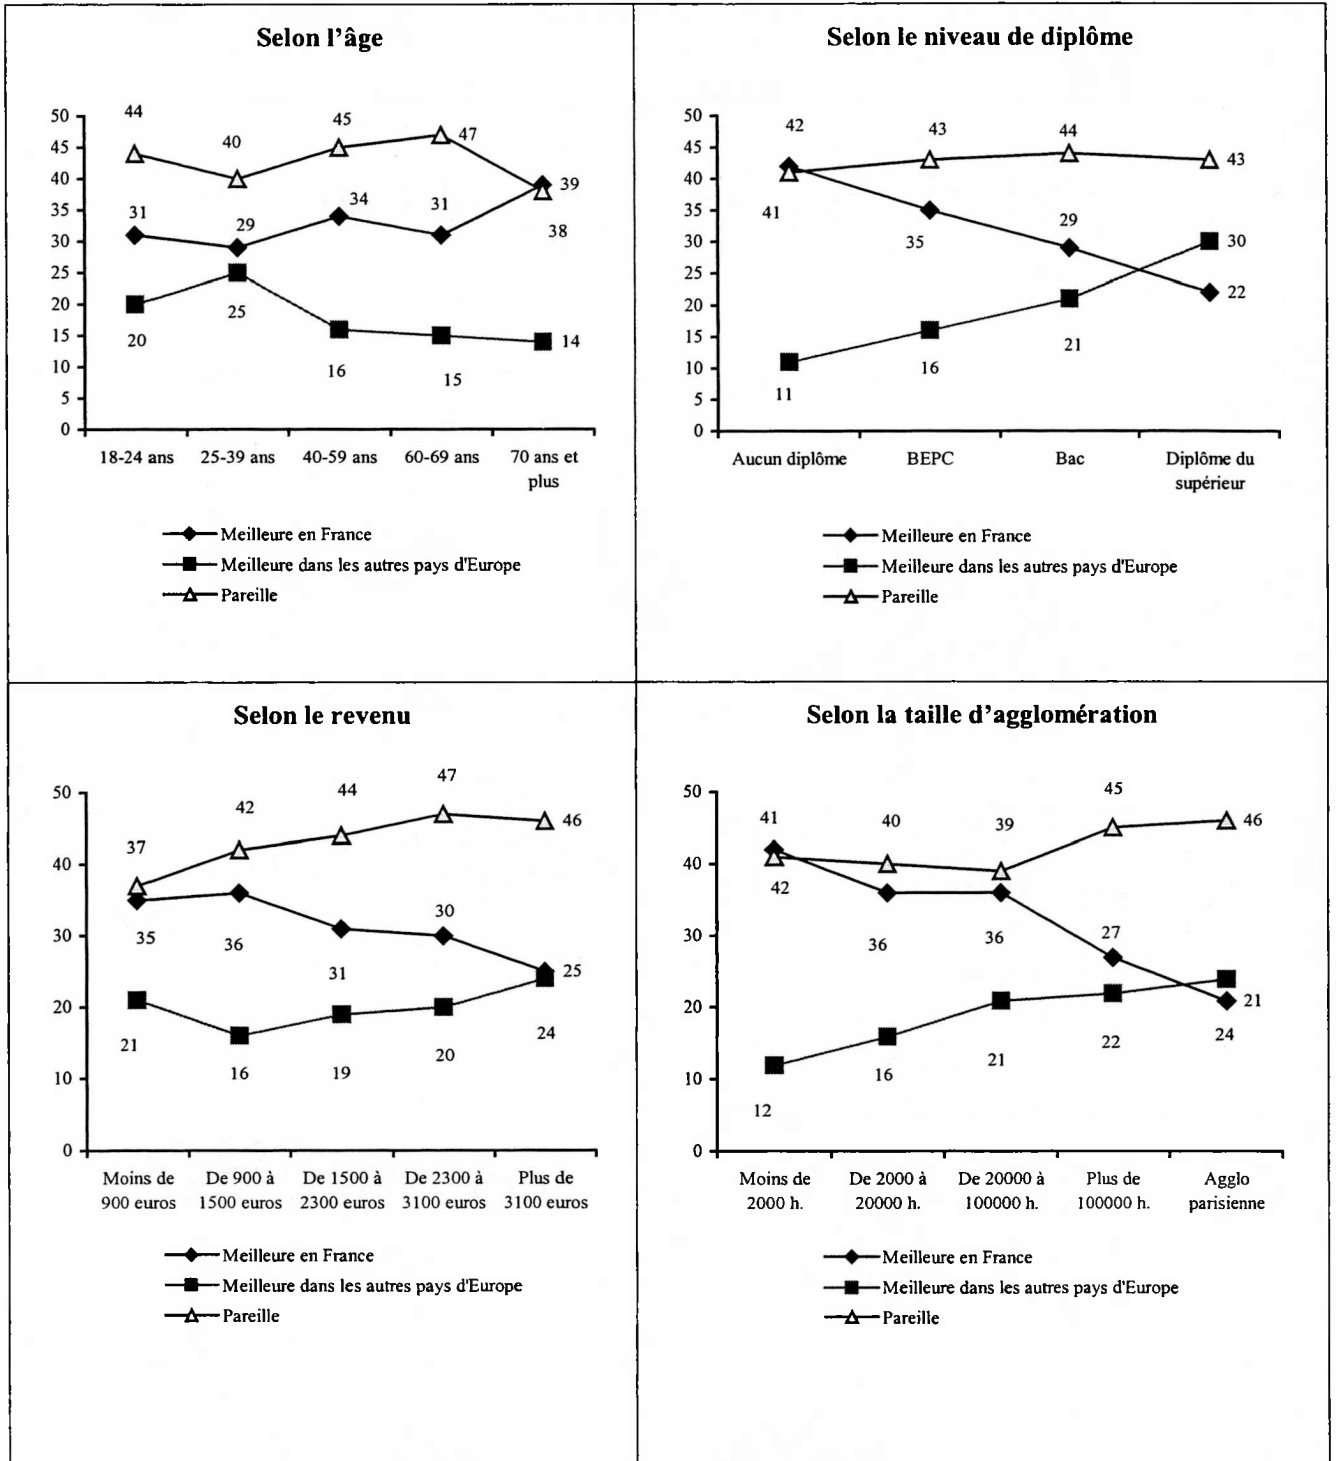 Selon l'âge
44
40
45
47
39
38
31
29
34
31
20
25
16
15
14
50
45
40
35
30
25
20
15
10
5
0
18-24 ans
25-39 ans
40-59 ans
60-69 ans
70 ans et
plus
Meilleure en France
Meilleure dans les autres pays d'Europe
Pareille
Selon le niveau de diplôme
42
43
44
43
41
35
29
30
22
11
16
21
50
45
40
35
30
25
20
15
10
5
0
Aucun diplôme
BEPC
Bac
Diplôme du
supérieur
Meilleure en France
Meilleure dans les autres pays d'Europe
Pareille
Selon le revenu
37
42
44
47
46
35
36
31
30
25
21
16
19
20
24
50
40
30
20
10
0
Moins de
900 euros
De 900 à
1500 euros
De 1500 à
2300 euros
De 2300 à
3100 euros
Plus de
3100 euros
Meilleure en France
Meilleure dans les autres pays d'Europe
Pareille
Selon la taille d'agglomération
41
40
39
45
46
42
36
36
27
21
12
16
21
22
24
50
40
30
20
10
0
Moins de
2000 h.
De 2000 à
20000 h.
De 20000 à
100000 h.
Plus de
100000 h.
Agglo
parisienne
Meilleure en France
Meilleure dans les autres pays d'Europe
Pareille